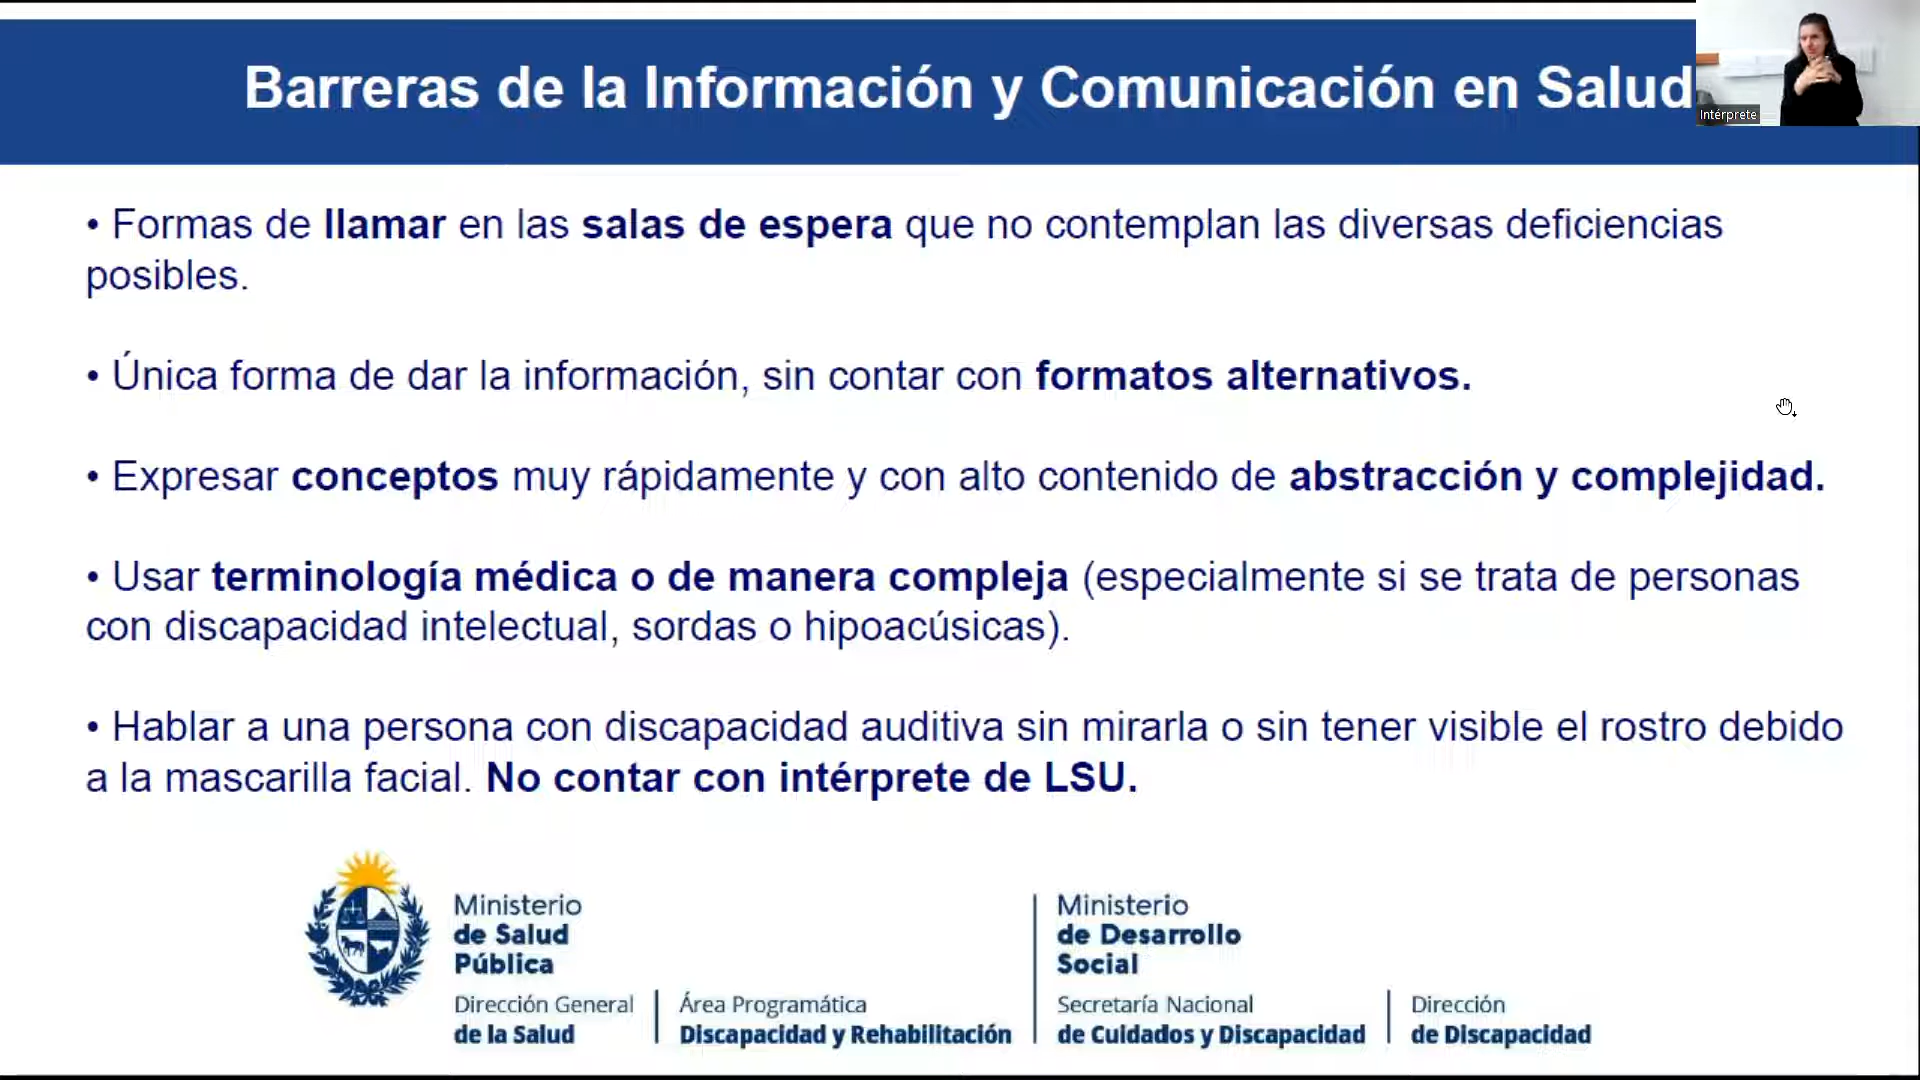 Barreras de la Información y Comunicación en Salud
Intérprete
• Formas de llamar en las salas de espera que no contemplan las diversas deficiencias
posibles.
• Única forma de dar la información, sin contar con formatos alternativos.
• Expresar conceptos muy rápidamente y con alto contenido de abstracción y complejidad.
• Usar terminología médica o de manera compleja (especialmente si se trata de personas
con discapacidad intelectual, sordas o hipoacúsicas).
• Hablar a una persona con discapacidad auditiva sin mirarla o sin tener visible el rostro debido
a la mascarilla facial. No contar con intérprete de LSU.
Ministerio
de Salud
Pública
Dirección General
de la Salud
Área Programática
Discapacidad y Rehabilitación
Ministerio
de Desarrollo
Social
Secretaría Nacional
de Cuidados y Discapacidad
Dirección
de Discapacidad